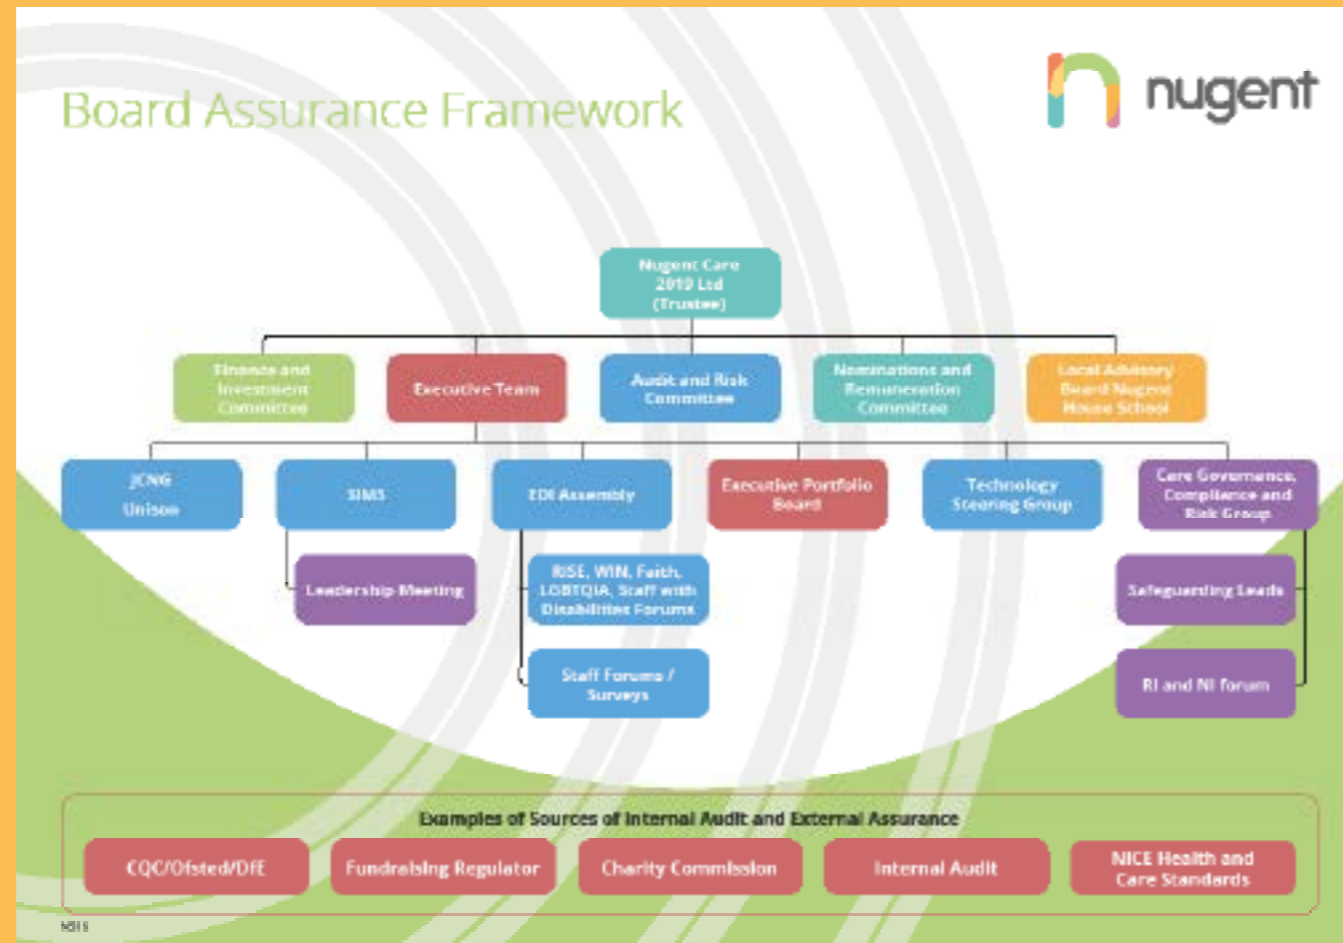 Board Assurance Framework
nugent
Nugent Care
2019 Ltd
(Trustee)
Finance and
Investment
Committee
Executive Team
Audit and Risk
Committee
Nominations and
Remuneration
Committee
Local Advisory
Board Nugent
House School
JCNG
Unison
EDI Assembly
Executive Portfolio
Board
Technology
Steering Group
Care Governance,
Compliance and
Risk Group
Leadership Meeting
RISE, WIN, Faith,
LGBTQIA, Staff with
Disabilities Forums
Safeguarding Leads
Staff Forums /
Surveys
RI and NI forum
Examples of Sources of Internal Audit and External Assurance
CQC/Ofsted/DfE
Fundraising Regulator
Charity Commission
Internal Audit
NICE Health and
Care Standards